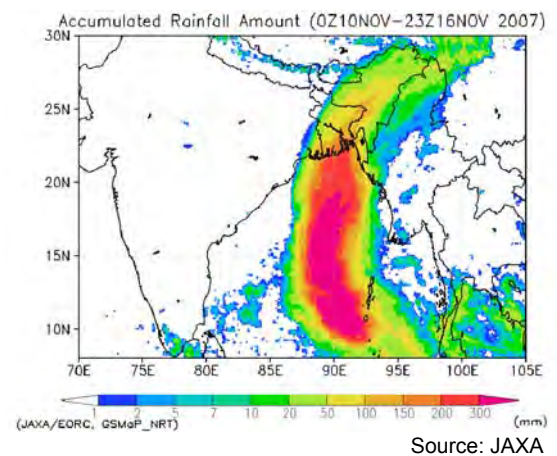 Accumulated Rainfall Amount (0Z10NOV–23Z16NOV 2007)
30N
25N
20N
15N
10N
70E 75E 80E 85E 90E 95E 100E 105E
1 2 5 7 10 20 50 100 150 200 300
(mm)
(JAXA/EORC, GSMaP_NRT)
Source: JAXA